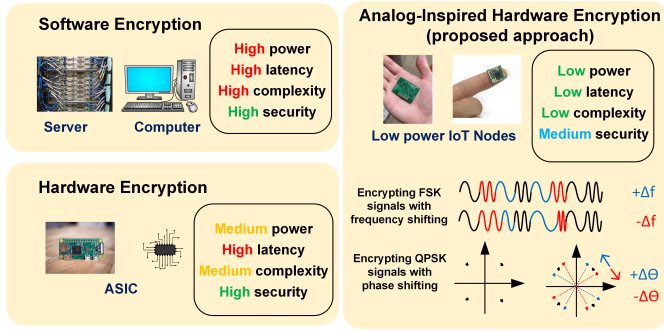 Software Encryption
Server
Computer
High power
High latency
High complexity
High security
Hardware Encryption
ASIC
Medium power
High latency
Medium complexity
High security
Analog-Inspired Hardware Encryption
(proposed approach)
Low power IoT Nodes
Low power
Low latency
Low complexity
Medium security
Encrypting FSK
signals with
frequency shifting
+Δf
-Δf
Encrypting QPSK
signals with
phase shifting
+ΔΘ
-ΔΘ